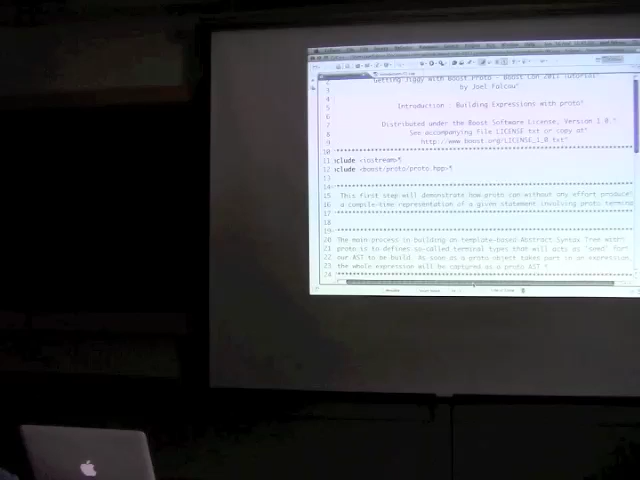 Getting Jiggy with Boost.Proto - Boost Con 2011 Tutorial
by Joel Falcou
Introduction : Building Expressions with proto
Distributed under the Boost Software License, Version 1.0.
See accompanying file LICENSE.txt or copy at
http://www.boost.org/LICENSE_1_0.txt
clude <iostream>
clude <boost/proto/proto.hpp>
This first step will demonstrate how proto can without any effort produce
a compile-time representation of a given statement involving proto termina
The main process in building an template-based Abstract Syntax Tree
proto is to defines so-called terminal types that will acts as "seed" for
our AST to be build. As soon as a proto object takes part in an expression,
the whole expression will be captured as a proto AST.